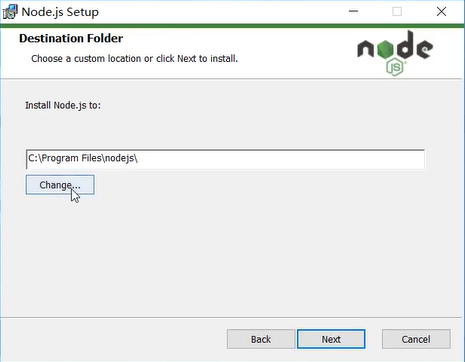 Node.js Setup
Destination Folder
Choose a custom location or click Next to install.
node
JS
Install Node.js to:
C:\Program Files\nodejs\
Change...
Back
Next
Cancel